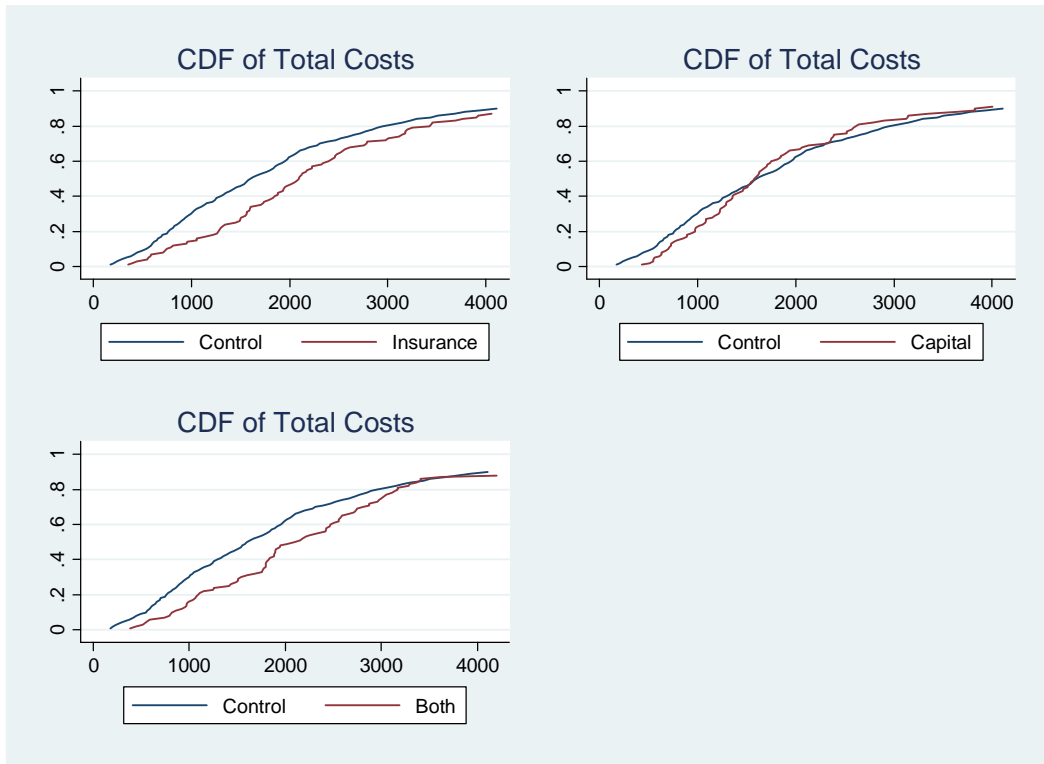 CDF of Total Costs
1
.8
.6
.4
.2
0
0 1000 2000 3000 4000
Control Insurance
CDF of Total Costs
1
.8
.6
.4
.2
0
0 1000 2000 3000 4000
Control Capital
CDF of Total Costs
1
.8
.6
.4
.2
0
0 1000 2000 3000 4000
Control Both